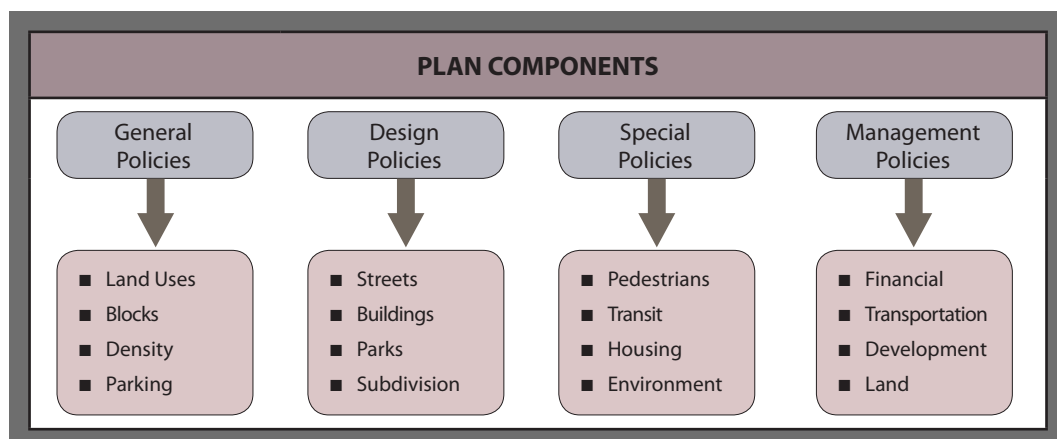 PLAN COMPONENTS
General
Policies
Design
Policies
Special
Policies
Management
Policies
■ Land Uses
■ Blocks
■ Density
■ Parking
■ Streets
■ Buildings
■ Parks
■ Subdivision
■ Pedestrians
■ Transit
■ Housing
■ Environment
■ Financial
■ Transportation
■ Development
■ Land